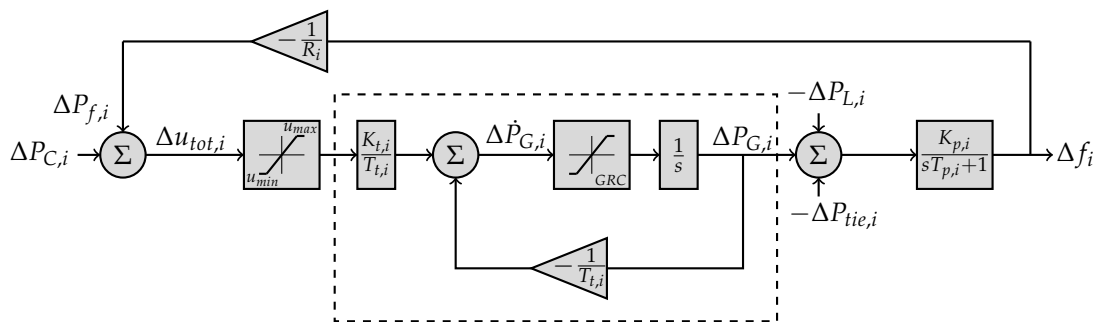 − 1/R_i
ΔP_{f,i}
−ΔP_{L,i}
ΔP_{C,i} Σ Δu_{tot,i} u_{max} u_{min} K_{t,i}/T_{t,i} Σ ΔṖ_{G,i} GRC 1/s ΔP_{G,i} Σ K_{p,i}/sT_{p,i}+1 Δf_i
−ΔP_{tie,i}
− 1/T_{t,i}